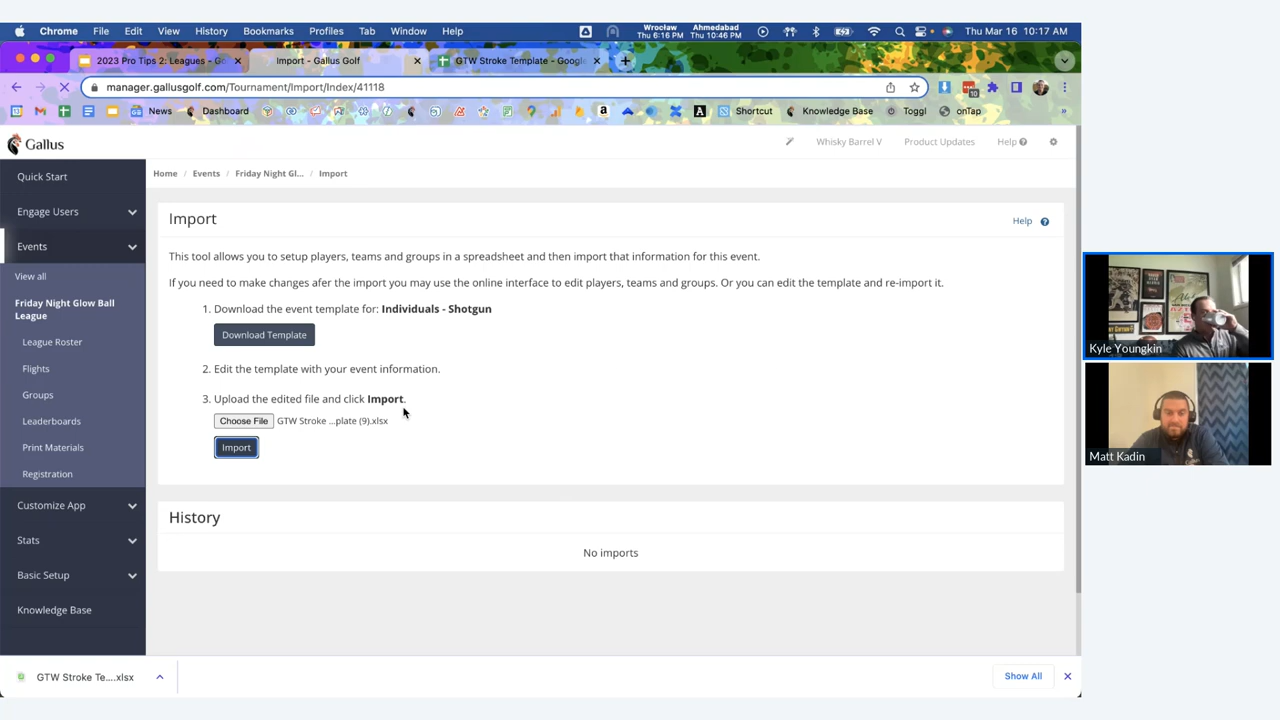 Chrome File Edit View History Bookmarks Profiles Tab Window Help Wrocław Thu 6:16 PM Ahmedabad Thu 10:46 PM Thu Mar 16 10:17 AM
2023 Pro Tips 2: Leagues - Go Import - Gallus Golf GTW Stroke Template - Google
manager.gallusgolf.com/Tournament/Import/Index/41118
News Dashboard Shortcut Knowledge Base Toggl onTap
Gallus Whisky Barrel V Product Updates Help
Home / Events / Friday Night Gl... / Import
Quick Start
Engage Users
Events
View all
Friday Night Glow Ball
League
League Roster
Flights
Groups
Leaderboards
Print Materials
Registration
Customize App
Stats
Basic Setup
Knowledge Base
Import Help
This tool allows you to setup players, teams and groups in a spreadsheet and then import that information for this event.
If you need to make changes afer the import you may use the online interface to edit players, teams and groups. Or you can edit the template and re-import it.
1. Download the event template for: Individuals - Shotgun
Download Template
2. Edit the template with your event information.
3. Upload the edited file and click Import.
Choose File GTW Stroke ...plate (9).xlsx
Import
History
No imports
GTW Stroke Te....xlsx Show All
Kyle Youngkin
Matt Kadin